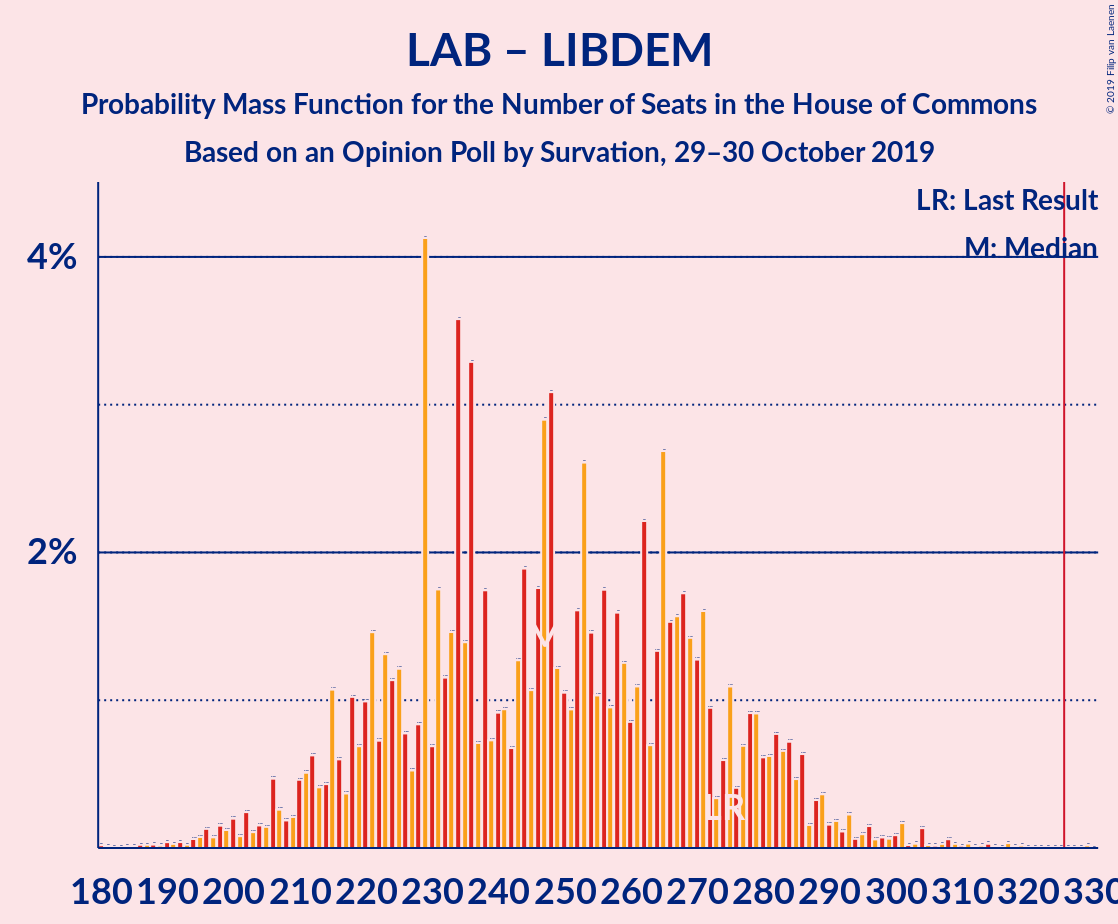 LAB – LIBDEM
Probability Mass Function for the Number of Seats in the House of Commons
Based on an Opinion Poll by Survation, 29–30 October 2019
© 2019 Filip van Laenen
LR: Last Result
M: Median
4%
2%
M
LR
180 190 200 210 220 230 240 250 260 270 280 290 300 310 320 330